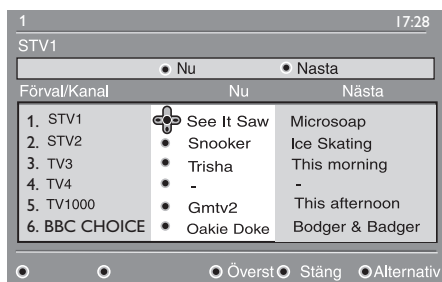 1 17:28
STV1
Nu Nasta
Förval/Kanal Nu Nästa
1. STV1 See It Saw Microsoap
2. STV2 Snooker Ice Skating
3. TV3 Trisha This morning
4. TV4 - -
5. TV1000 Gmtv2 This afternoon
6. BBC CHOICE Oakie Doke Bodger & Badger
Överst Stäng Alternativ